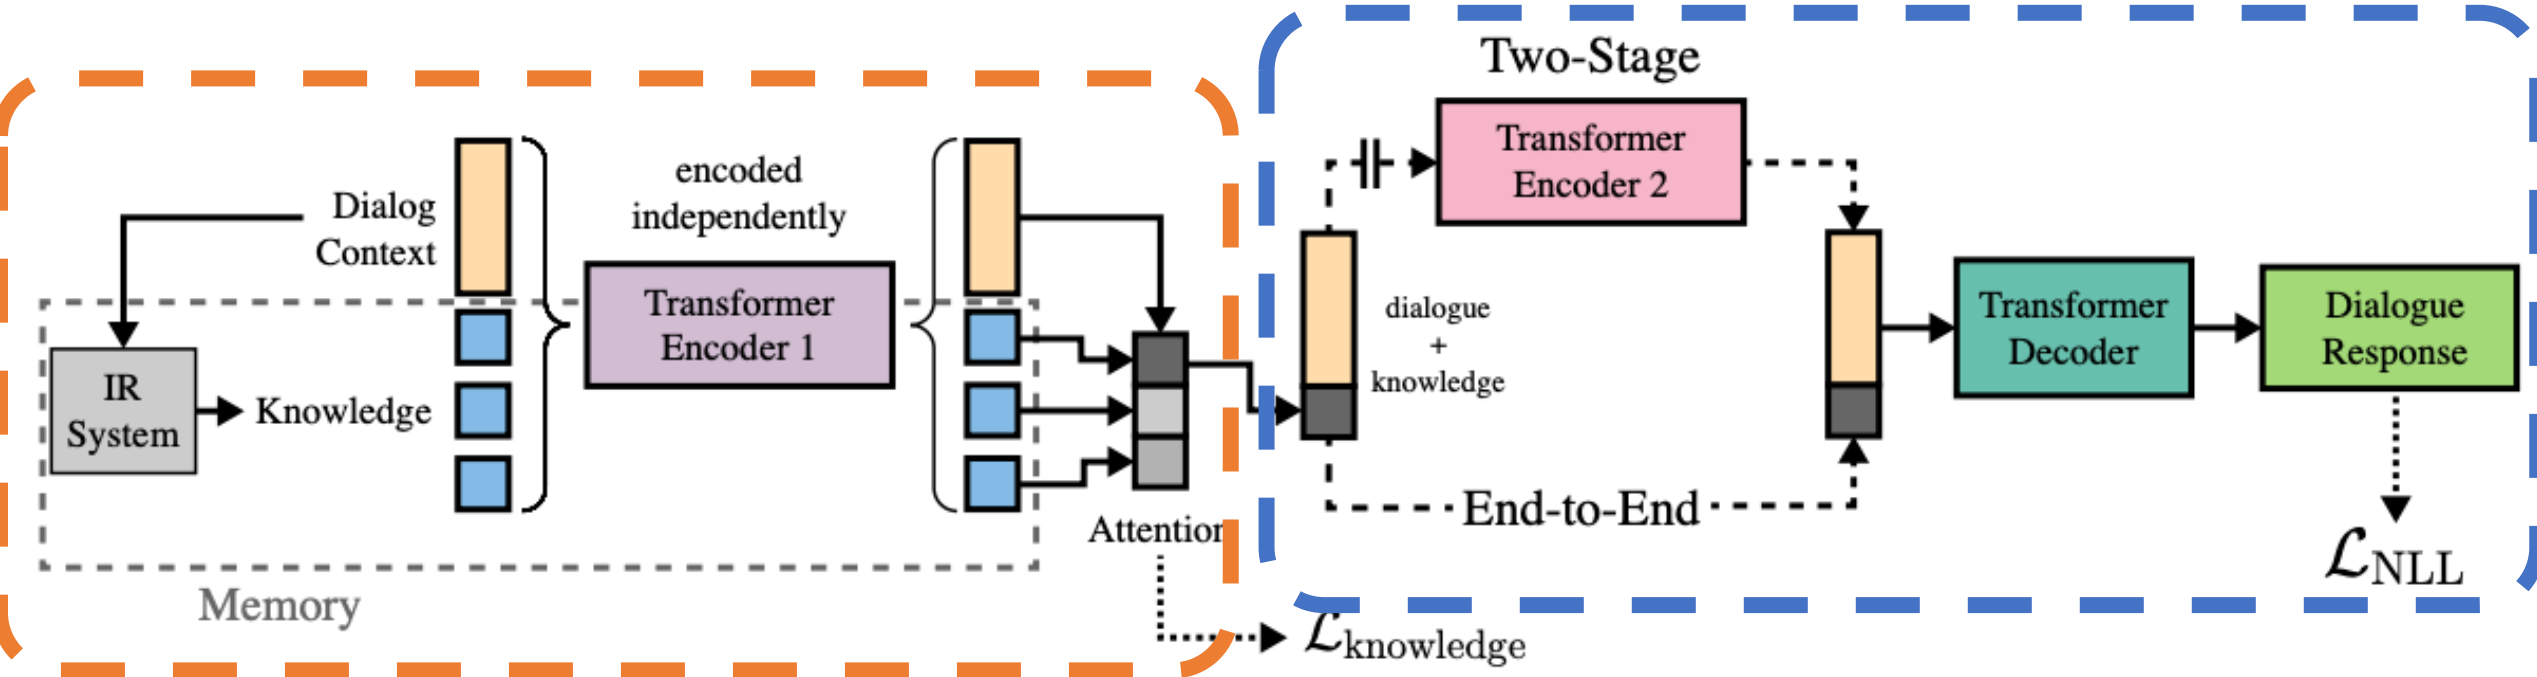 Dialog
Context
IR
System
Knowledge
Memory
encoded
independently
Transformer
Encoder 1
Attention
ℒknowledge
Two-Stage
Transformer
Encoder 2
dialogue
+
knowledge
End-to-End
Transformer
Decoder
Dialogue
Response
ℒNLL